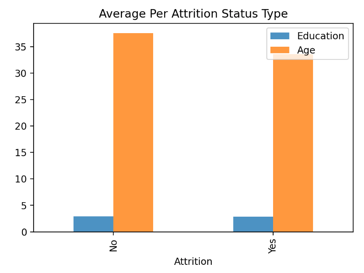 Average Per Attrition Status Type
Education
Age
35
30
25
20
15
10
5
0
No
Yes
Attrition